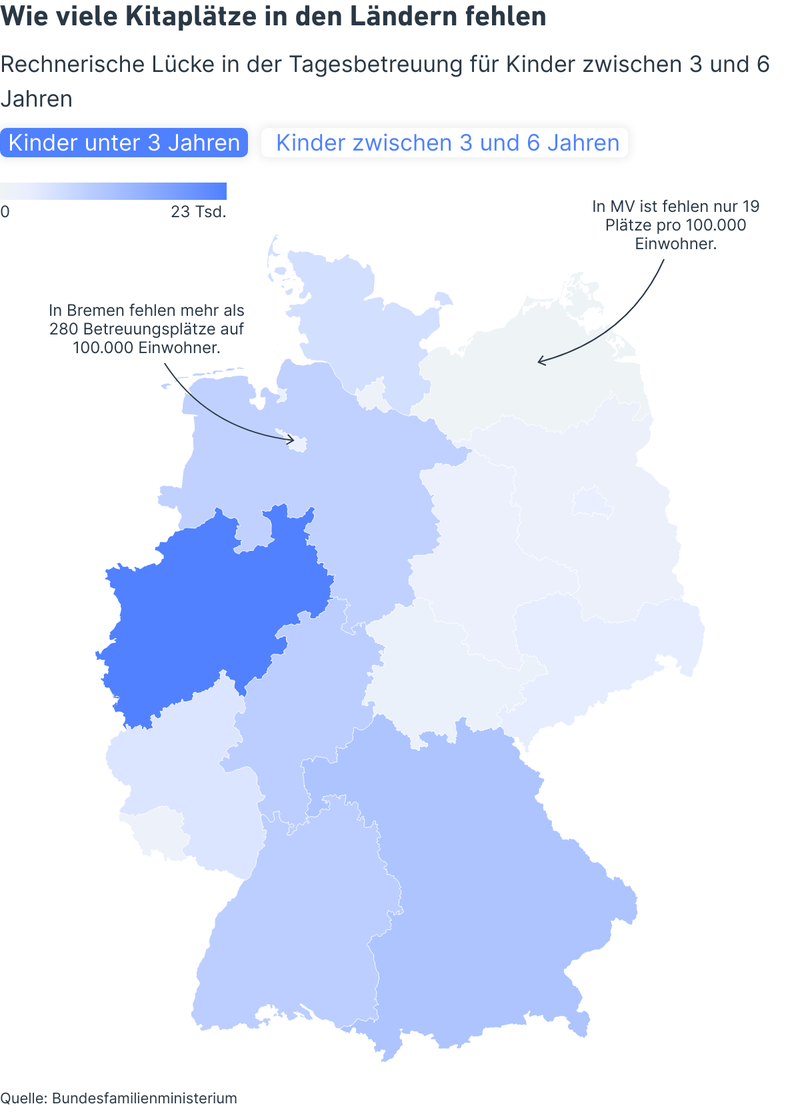 Wie viele Kitaplätze in den Ländern fehlen
Rechnerische Lücke in der Tagesbetreuung für Kinder zwischen 3 und 6
Jahren
Kinder unter 3 Jahren
Kinder zwischen 3 und 6 Jahren
0
23 Tsd.
In MV ist fehlen nur 19
Plätze pro 100.000
Einwohner.
In Bremen fehlen mehr als
280 Betreuungsplätze auf
100.000 Einwohner.
Quelle: Bundesfamilienministerium